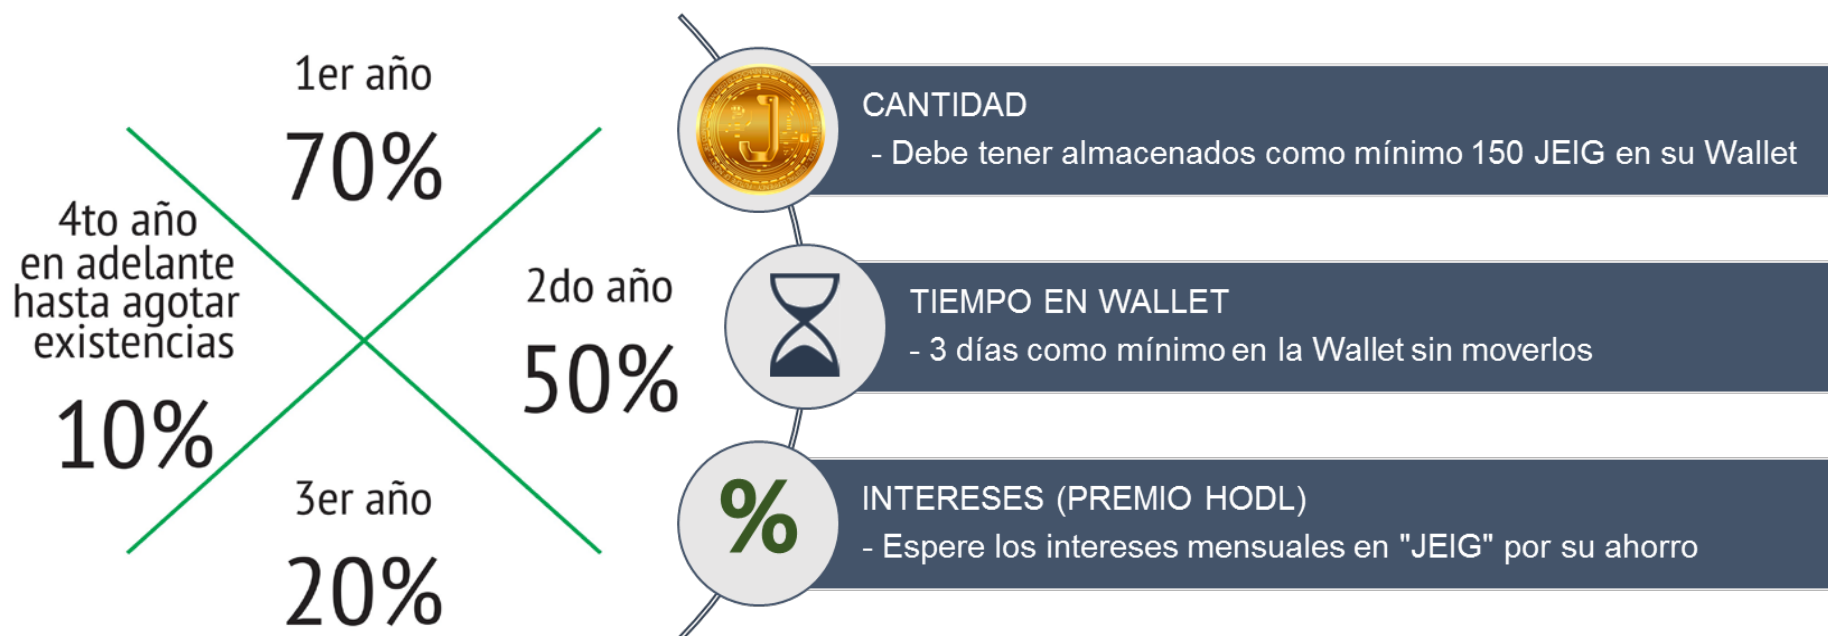 1er año
70%
4to año
en adelante
hasta agotar
existencias
10%
2do año
50%
3er año
20%
J
CANTIDAD
- Debe tener almacenados como mínimo 150 JEIG en su Wallet
TIEMPO EN WALLET
- 3 días como mínimo en la Wallet sin moverlos
%
INTERESES (PREMIO HODL)
- Espere los intereses mensuales en "JEIG" por su ahorro